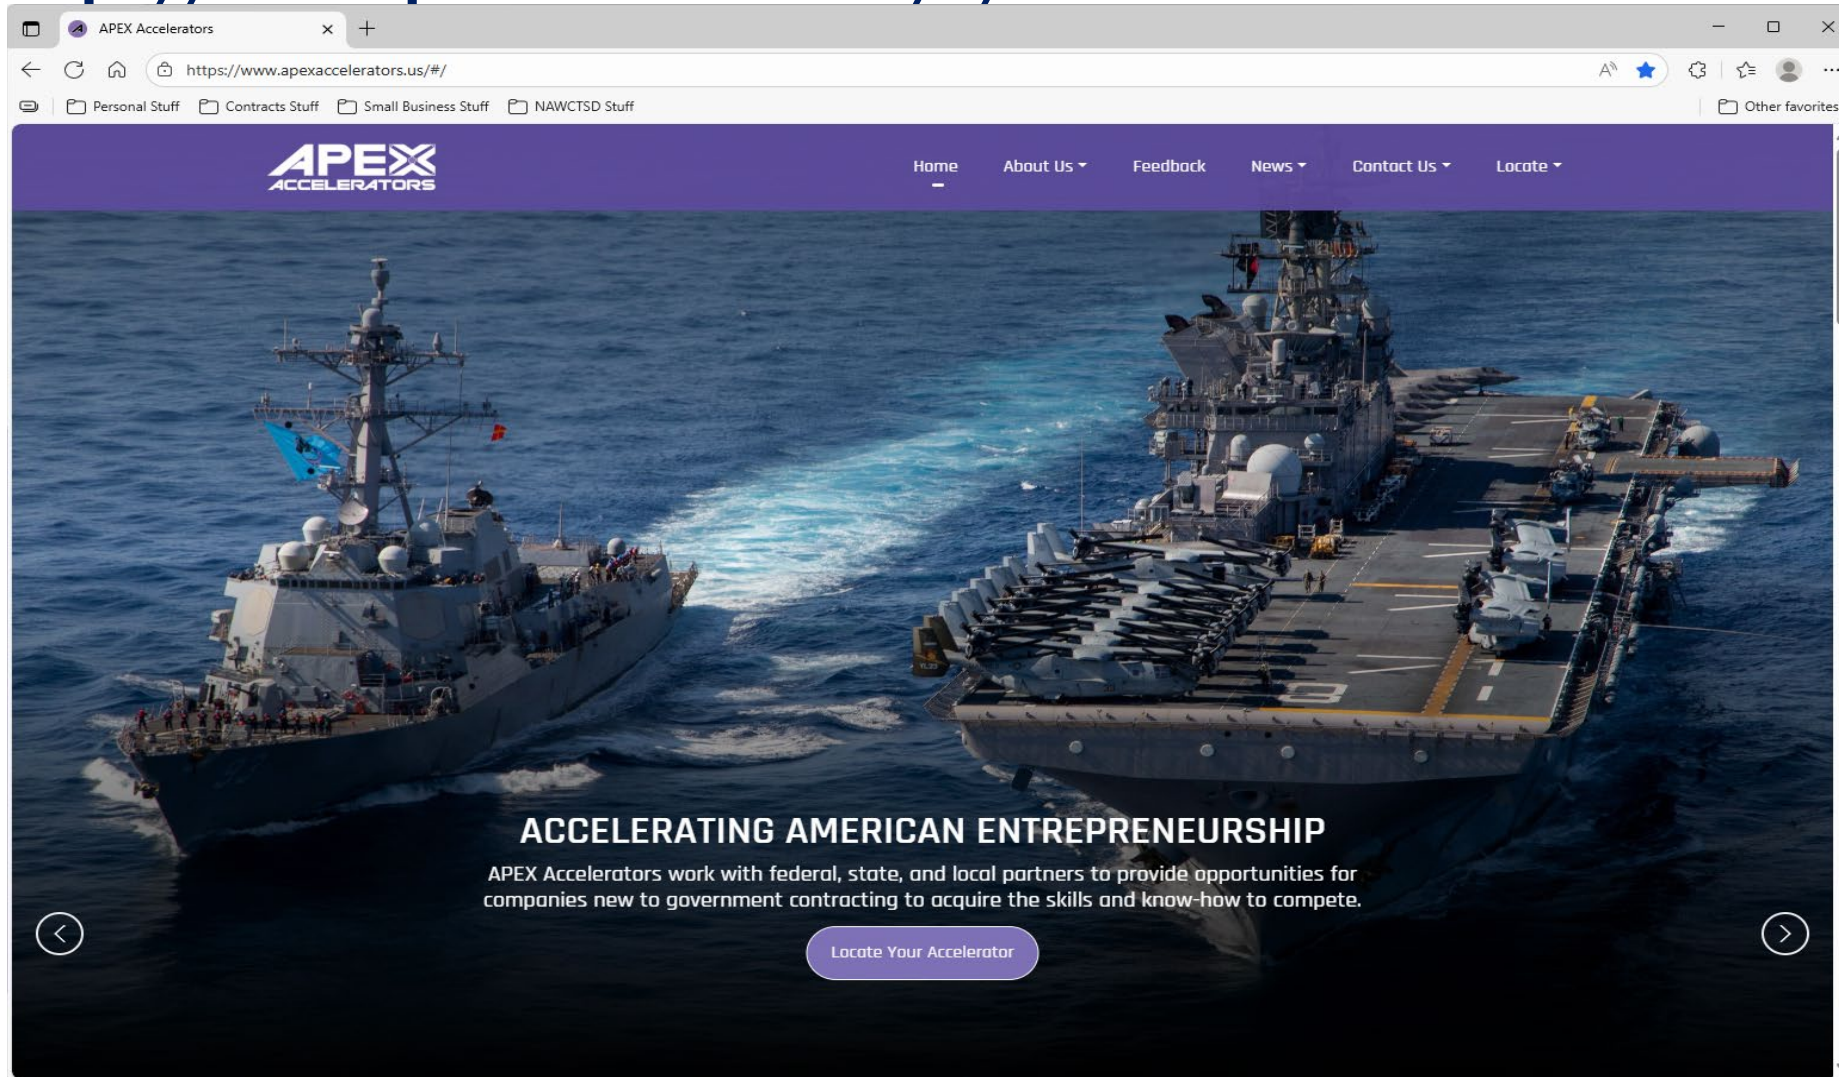 APEX Accelerators
https://www.apexaccelerators.us/#/
Personal Stuff Contracts Stuff Small Business Stuff NAWCTSD Stuff Other favorites
APEX
ACCELERATORS
Home About Us Feedback News Contact Us Locate
ACCELERATING AMERICAN ENTREPRENEURSHIP
APEX Accelerators work with federal, state, and local partners to provide opportunities for
companies new to government contracting to acquire the skills and know-how to compete.
Locate Your Accelerator